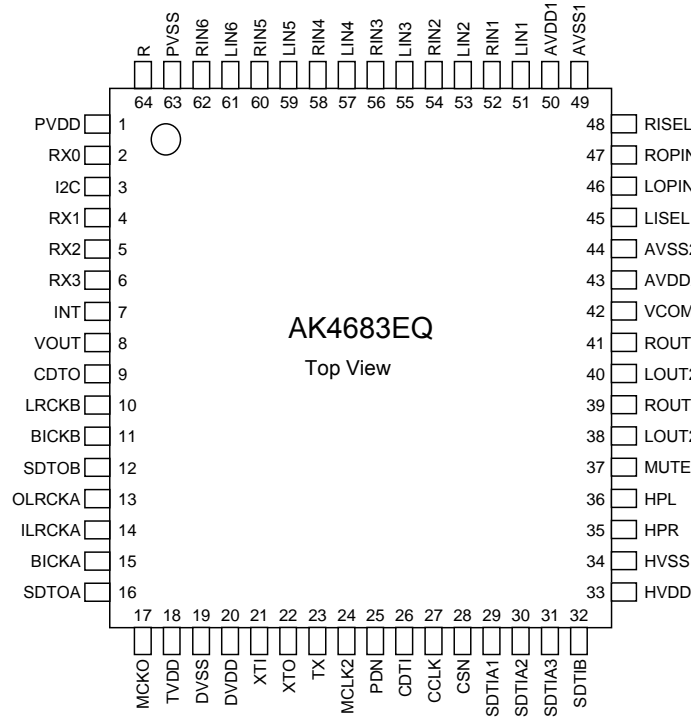 R
PVSS
RIN6
LIN6
RIN5
LIN5
RIN4
LIN4
RIN3
LIN3
RIN2
LIN2
RIN1
LIN1
AVDD1
AVSS1
64 63 62 61 60 59 58 57 56 55 54 53 52 51 50 49
PVDD 1
RX0 2
I2C 3
RX1 4
RX2 5
RX3 6
INT 7
VOUT 8
CDTO 9
LRCKB 10
BICKB 11
SDTOB 12
OLRCKA 13
ILRCKA 14
BICKA 15
SDTOA 16
AK4683EQ
Top View
48 RISEL
47 ROPIN
46 LOPIN
45 LISEL
44 AVSS2
43 AVDD
42 VCOM
41 ROUT
40 LOUT2
39 ROUT
38 LOUT2
37 MUTE
36 HPL
35 HPR
34 HVSS
33 HVDD
17 18 19 20 21 22 23 24 25 26 27 28 29 30 31 32
MCKO
TVDD
DVSS
DVDD
XTI
XTO
TX
MCLK2
PDN
CDTI
CCLK
CSN
SDTIA1
SDTIA2
SDTIA3
SDTIB